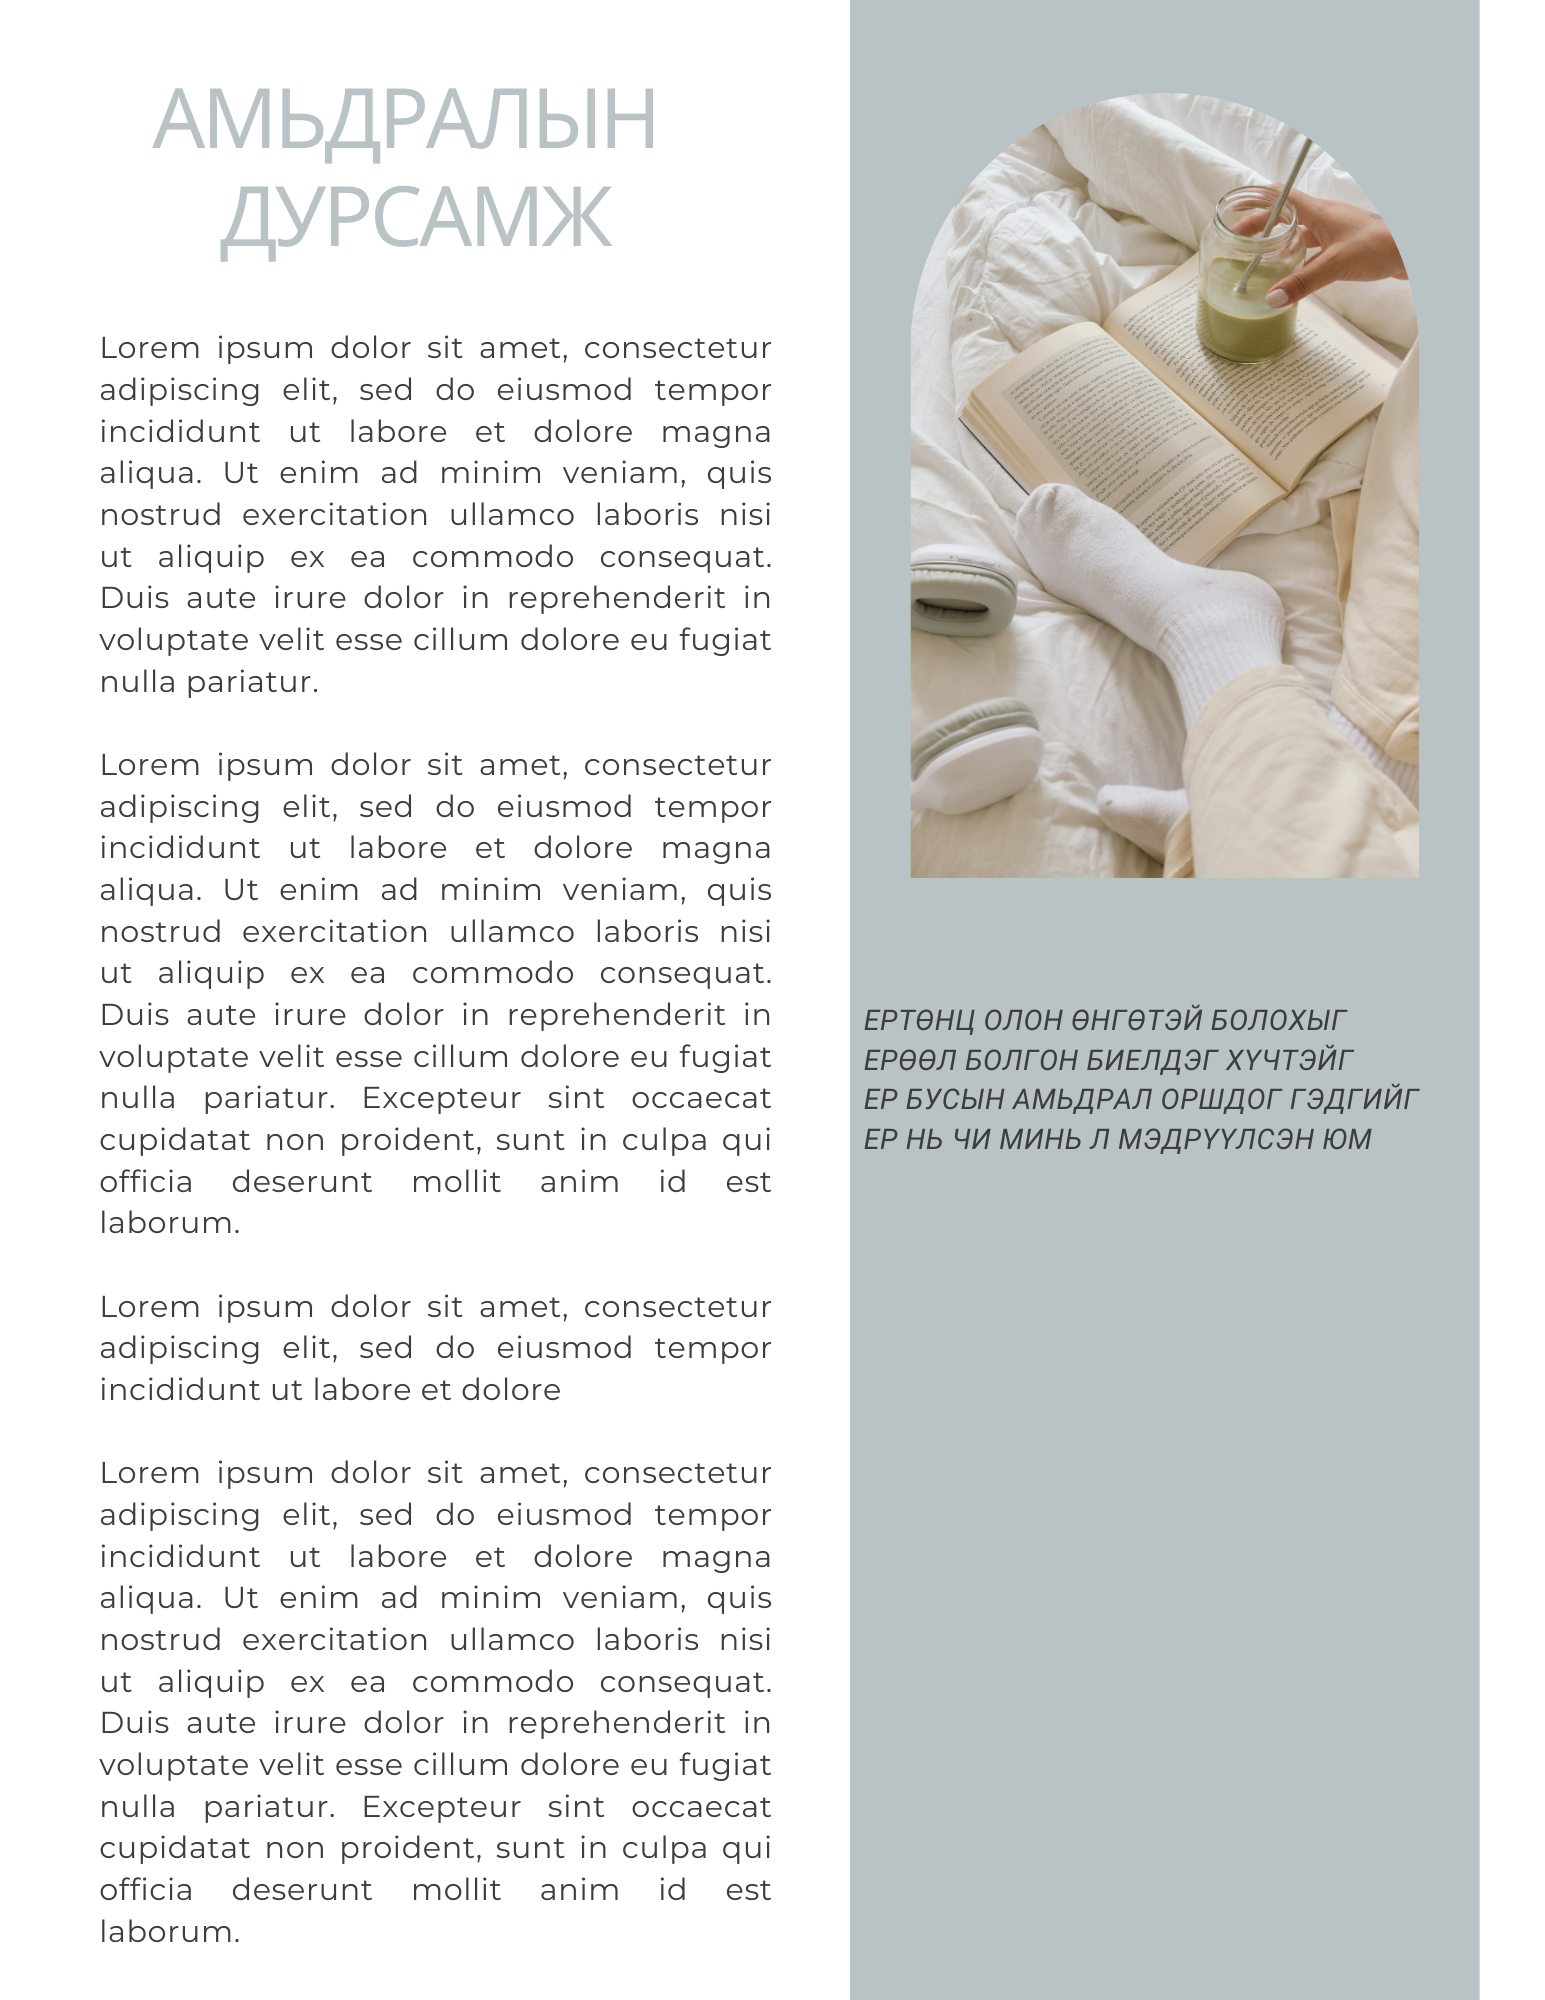 АМЬДРАЛЫН
ДУРСАМЖ
Lorem ipsum dolor sit amet, consectetur
adipiscing elit, sed do eiusmod tempor
incididunt ut labore et dolore magna
aliqua. Ut enim ad minim veniam, quis
nostrud exercitation ullamco laboris nisi
ut aliquip ex ea commodo consequat.
Duis aute irure dolor in reprehenderit in
voluptate velit esse cillum dolore eu fugiat
nulla pariatur.
Lorem ipsum dolor sit amet, consectetur
adipiscing elit, sed do eiusmod tempor
incididunt ut labore et dolore magna
aliqua. Ut enim ad minim veniam, quis
nostrud exercitation ullamco laboris nisi
ut aliquip ex ea commodo consequat.
Duis aute irure dolor in reprehenderit in
voluptate velit esse cillum dolore eu fugiat
nulla pariatur. Excepteur sint occaecat
cupidatat non proident, sunt in culpa qui
officia deserunt mollit anim id est
laborum.
Lorem ipsum dolor sit amet, consectetur
adipiscing elit, sed do eiusmod tempor
incididunt ut labore et dolore
Lorem ipsum dolor sit amet, consectetur
adipiscing elit, sed do eiusmod tempor
incididunt ut labore et dolore magna
aliqua. Ut enim ad minim veniam, quis
nostrud exercitation ullamco laboris nisi
ut aliquip ex ea commodo consequat.
Duis aute irure dolor in reprehenderit in
voluptate velit esse cillum dolore eu fugiat
nulla pariatur. Excepteur sint occaecat
cupidatat non proident, sunt in culpa qui
officia deserunt mollit anim id est
laborum.
ЕРТӨНЦ ОЛОН ӨНГӨТЭЙ БОЛОХЫГ
ЕРӨӨЛ БОЛГОН БИЕЛДЭГ ХҮЧТЭЙГ
ЕР БУСЫН АМЬДРАЛ ОРШДОГ ГЭДГИЙГ
ЕР НЬ ЧИ МИНЬ Л МЭДРҮҮЛСЭН ЮМ